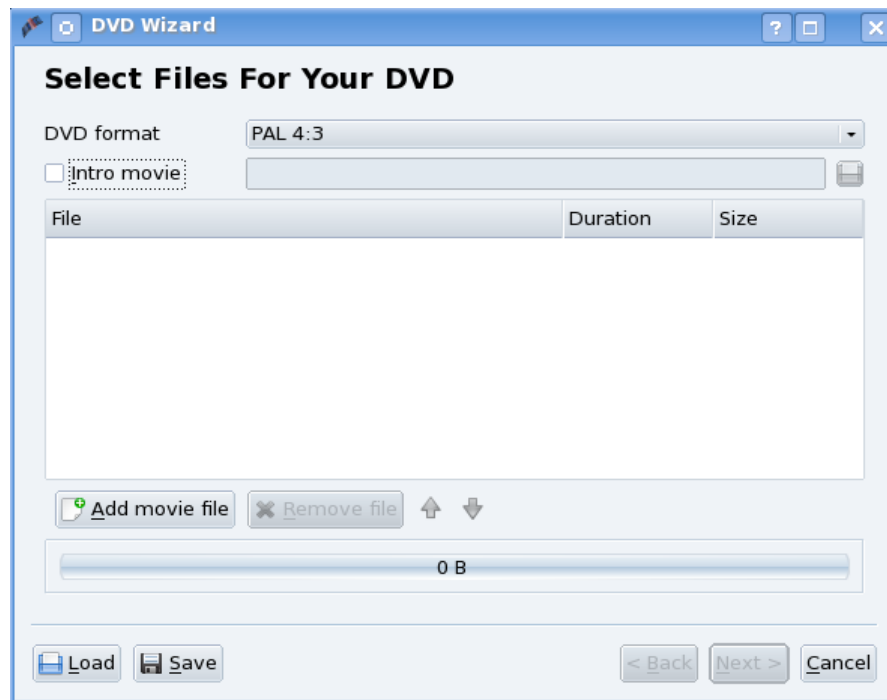 DVD Wizard
Select Files For Your DVD
DVD format PAL 4:3
Intro movie
File Duration Size
Add movie file Remove file
0 B
Load Save < Back Next > Cancel